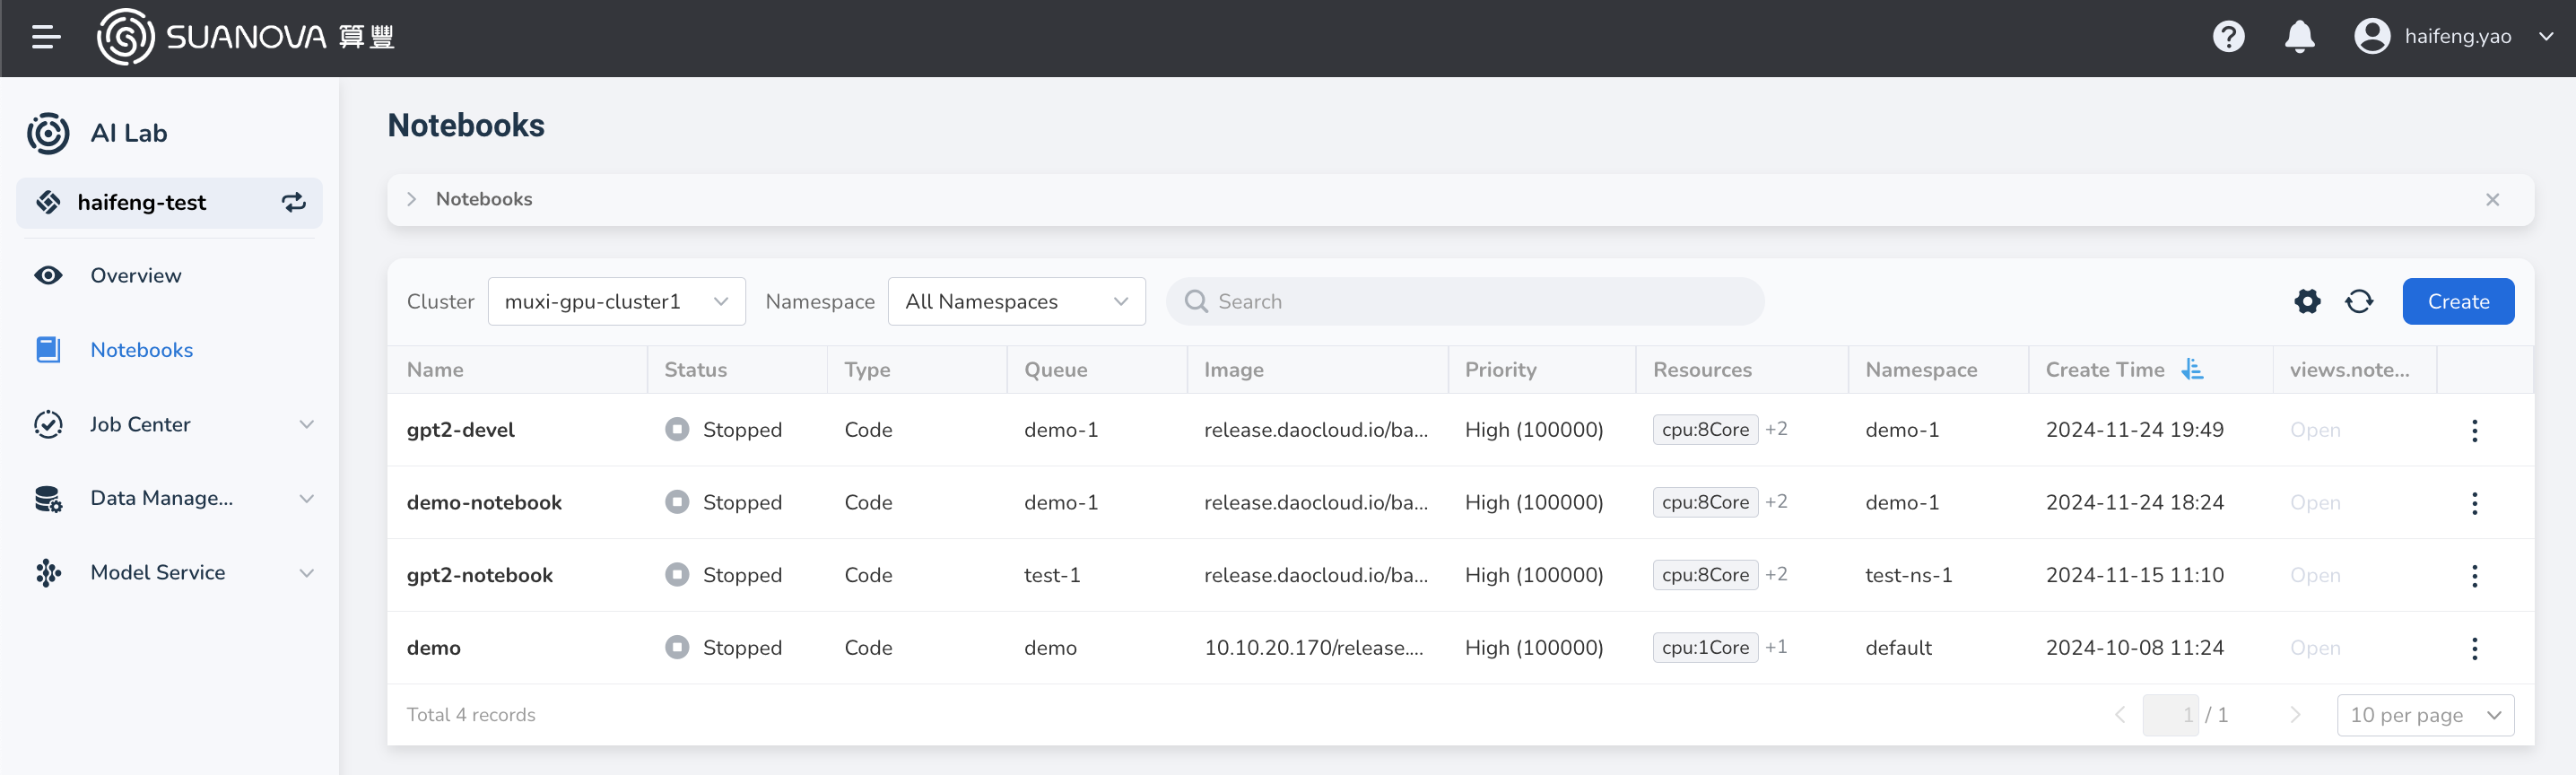 SUANOVA 算豐
haifeng.yao
AI Lab
haifeng-test
Overview
Notebooks
Job Center
Data Manage...
Model Service
Notebooks
Notebooks
Cluster muxi-gpu-cluster1 Namespace All Namespaces Search Create
Name Status Type Queue Image Priority Resources Namespace Create Time views.note...
gpt2-devel Stopped Code demo-1 release.daocloud.io/ba... High (100000) cpu:8Core +2 demo-1 2024-11-24 19:49 Open
demo-notebook Stopped Code demo-1 release.daocloud.io/ba... High (100000) cpu:8Core +2 demo-1 2024-11-24 18:24 Open
gpt2-notebook Stopped Code test-1 release.daocloud.io/ba... High (100000) cpu:8Core +2 test-ns-1 2024-11-15 11:10 Open
demo Stopped Code demo 10.10.20.170/release.... High (100000) cpu:1Core +1 default 2024-10-08 11:24 Open
Total 4 records 1 / 1 10 per page